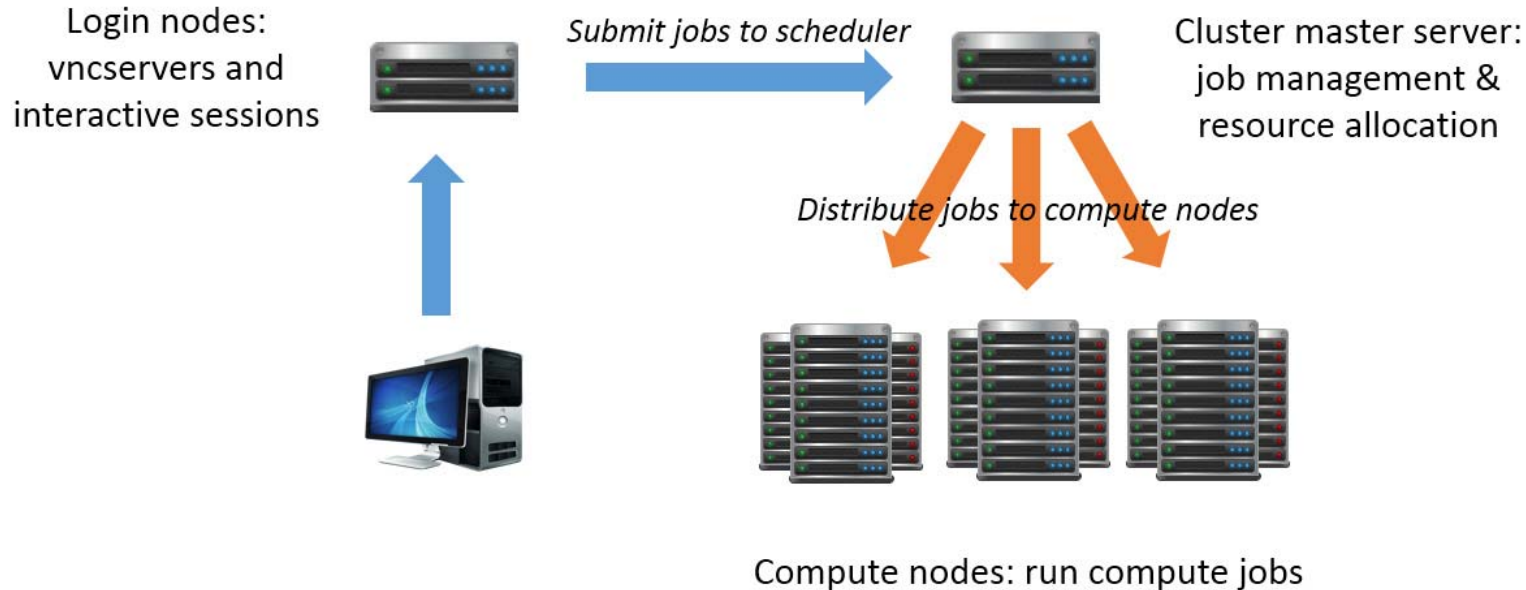 Login nodes:
vncservers and
interactive sessions
Submit jobs to scheduler
Cluster master server:
job management &
resource allocation
Distribute jobs to compute nodes
Compute nodes: run compute jobs